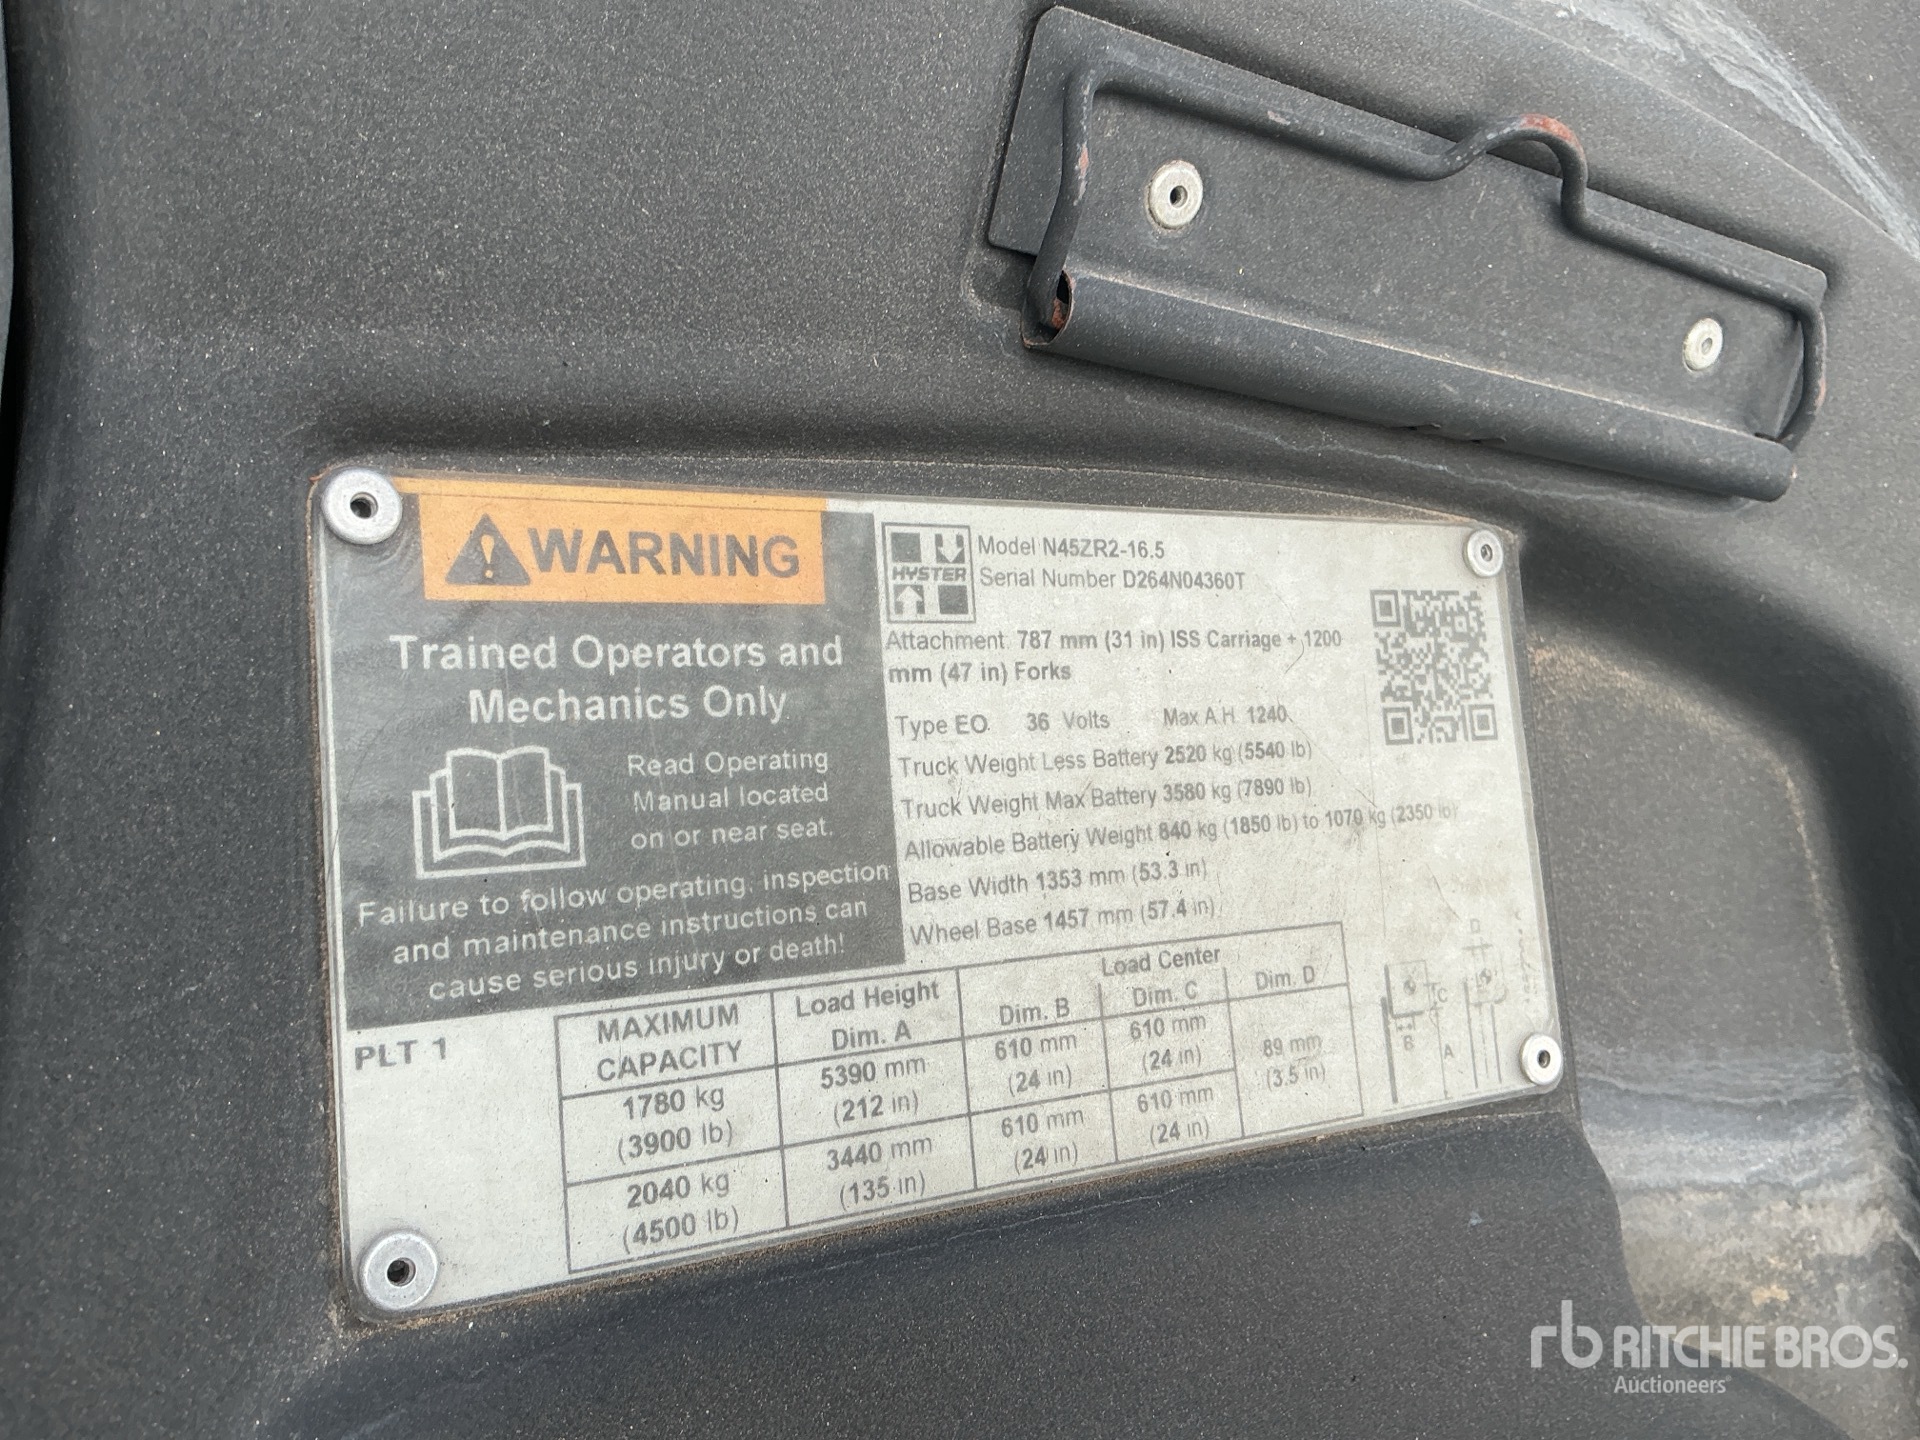 WARNING
Trained Operators and
Mechanics Only
Read Operating
Manual located
on or near seat.
Failure to follow operating, inspection
and maintenance instructions can
cause serious injury or death!
HYSTER
Model N45ZR2-16.5
Serial Number D264N04360T
Attachment 787 mm (31 in) ISS Carriage + 1200
mm (47 in) Forks
Type EO 36 Volts Max A.H. 1240
Truck Weight Less Battery 2520 kg (5540 lb)
Truck Weight Max Battery 3580 kg (7890 lb)
Allowable Battery Weight 840 kg (1850 lb) to 1070 kg (2350 lb)
Base Width 1353 mm (53.3 in)
Wheel Base 1457 mm (57.4 in)
PLT 1
MAXIMUM
CAPACITY
Load Height
Dim. A
Load Center
Dim. B Dim. C Dim. D
1780 kg
(3900 lb)
5390 mm
(212 in)
610 mm
(24 in)
610 mm
(24 in)
89 mm
(3.5 in)
2040 kg
(4500 lb)
3440 mm
(135 in)
610 mm
(24 in)
610 mm
(24 in)
D
C
B
A
rb RITCHIE BROS.
Auctioneers